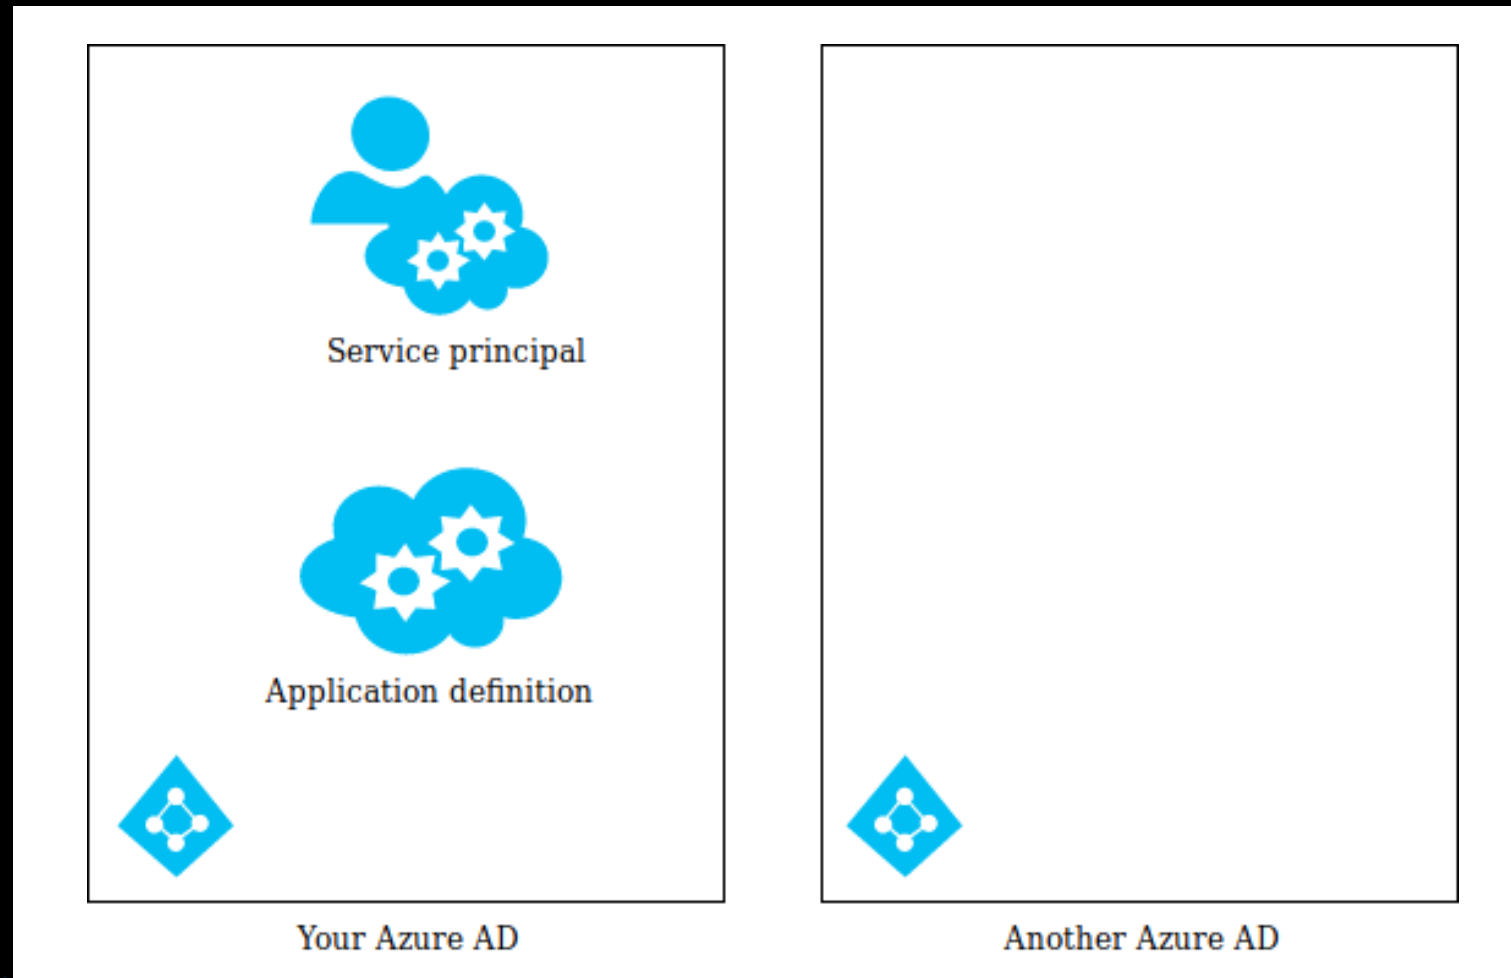 Service principal
Application definition
Your Azure AD
Another Azure AD